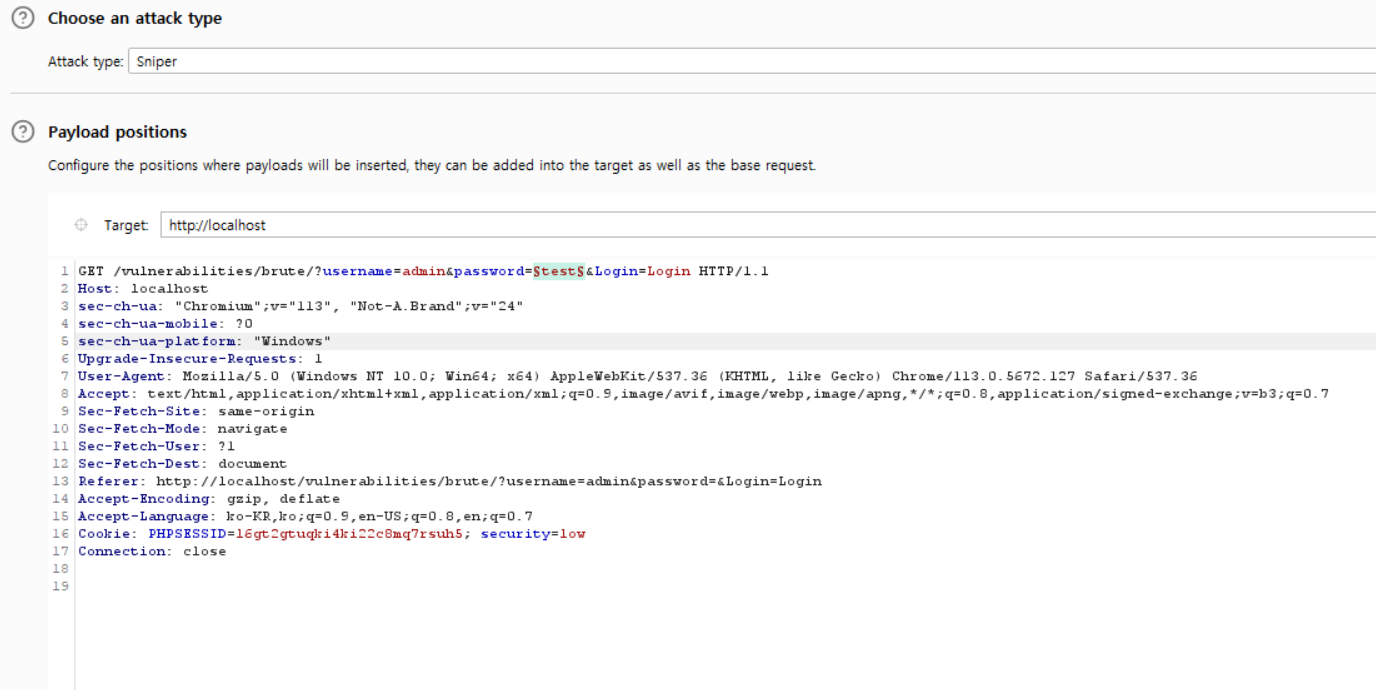 Choose an attack type
Attack type: Sniper
Payload positions
Configure the positions where payloads will be inserted, they can be added into the target as well as the base request.
Target: http://localhost
1 GET /vulnerabilities/brute/?username=admin&password=§test§&Login=Login HTTP/1.1
2 Host: localhost
3 sec-ch-ua: "Chromium";v="113", "Not-A.Brand";v="24"
4 sec-ch-ua-mobile: ?0
5 sec-ch-ua-platform: "Windows"
6 Upgrade-Insecure-Requests: 1
7 User-Agent: Mozilla/5.0 (Windows NT 10.0; Win64; x64) AppleWebKit/537.36 (KHTML, like Gecko) Chrome/113.0.5672.127 Safari/537.36
8 Accept: text/html,application/xhtml+xml,application/xml;q=0.9,image/avif,image/webp,image/apng,*/*;q=0.8,application/signed-exchange;v=b3;q=0.7
9 Sec-Fetch-Site: same-origin
10 Sec-Fetch-Mode: navigate
11 Sec-Fetch-User: ?1
12 Sec-Fetch-Dest: document
13 Referer: http://localhost/vulnerabilities/brute/?username=admin&password=&Login=Login
14 Accept-Encoding: gzip, deflate
15 Accept-Language: ko-KR,ko;q=0.9,en-US;q=0.8,en;q=0.7
16 Cookie: PHPSESSID=l6gt2gtuqki4ki22c8mq7rsuh5; security=low
17 Connection: close
18
19